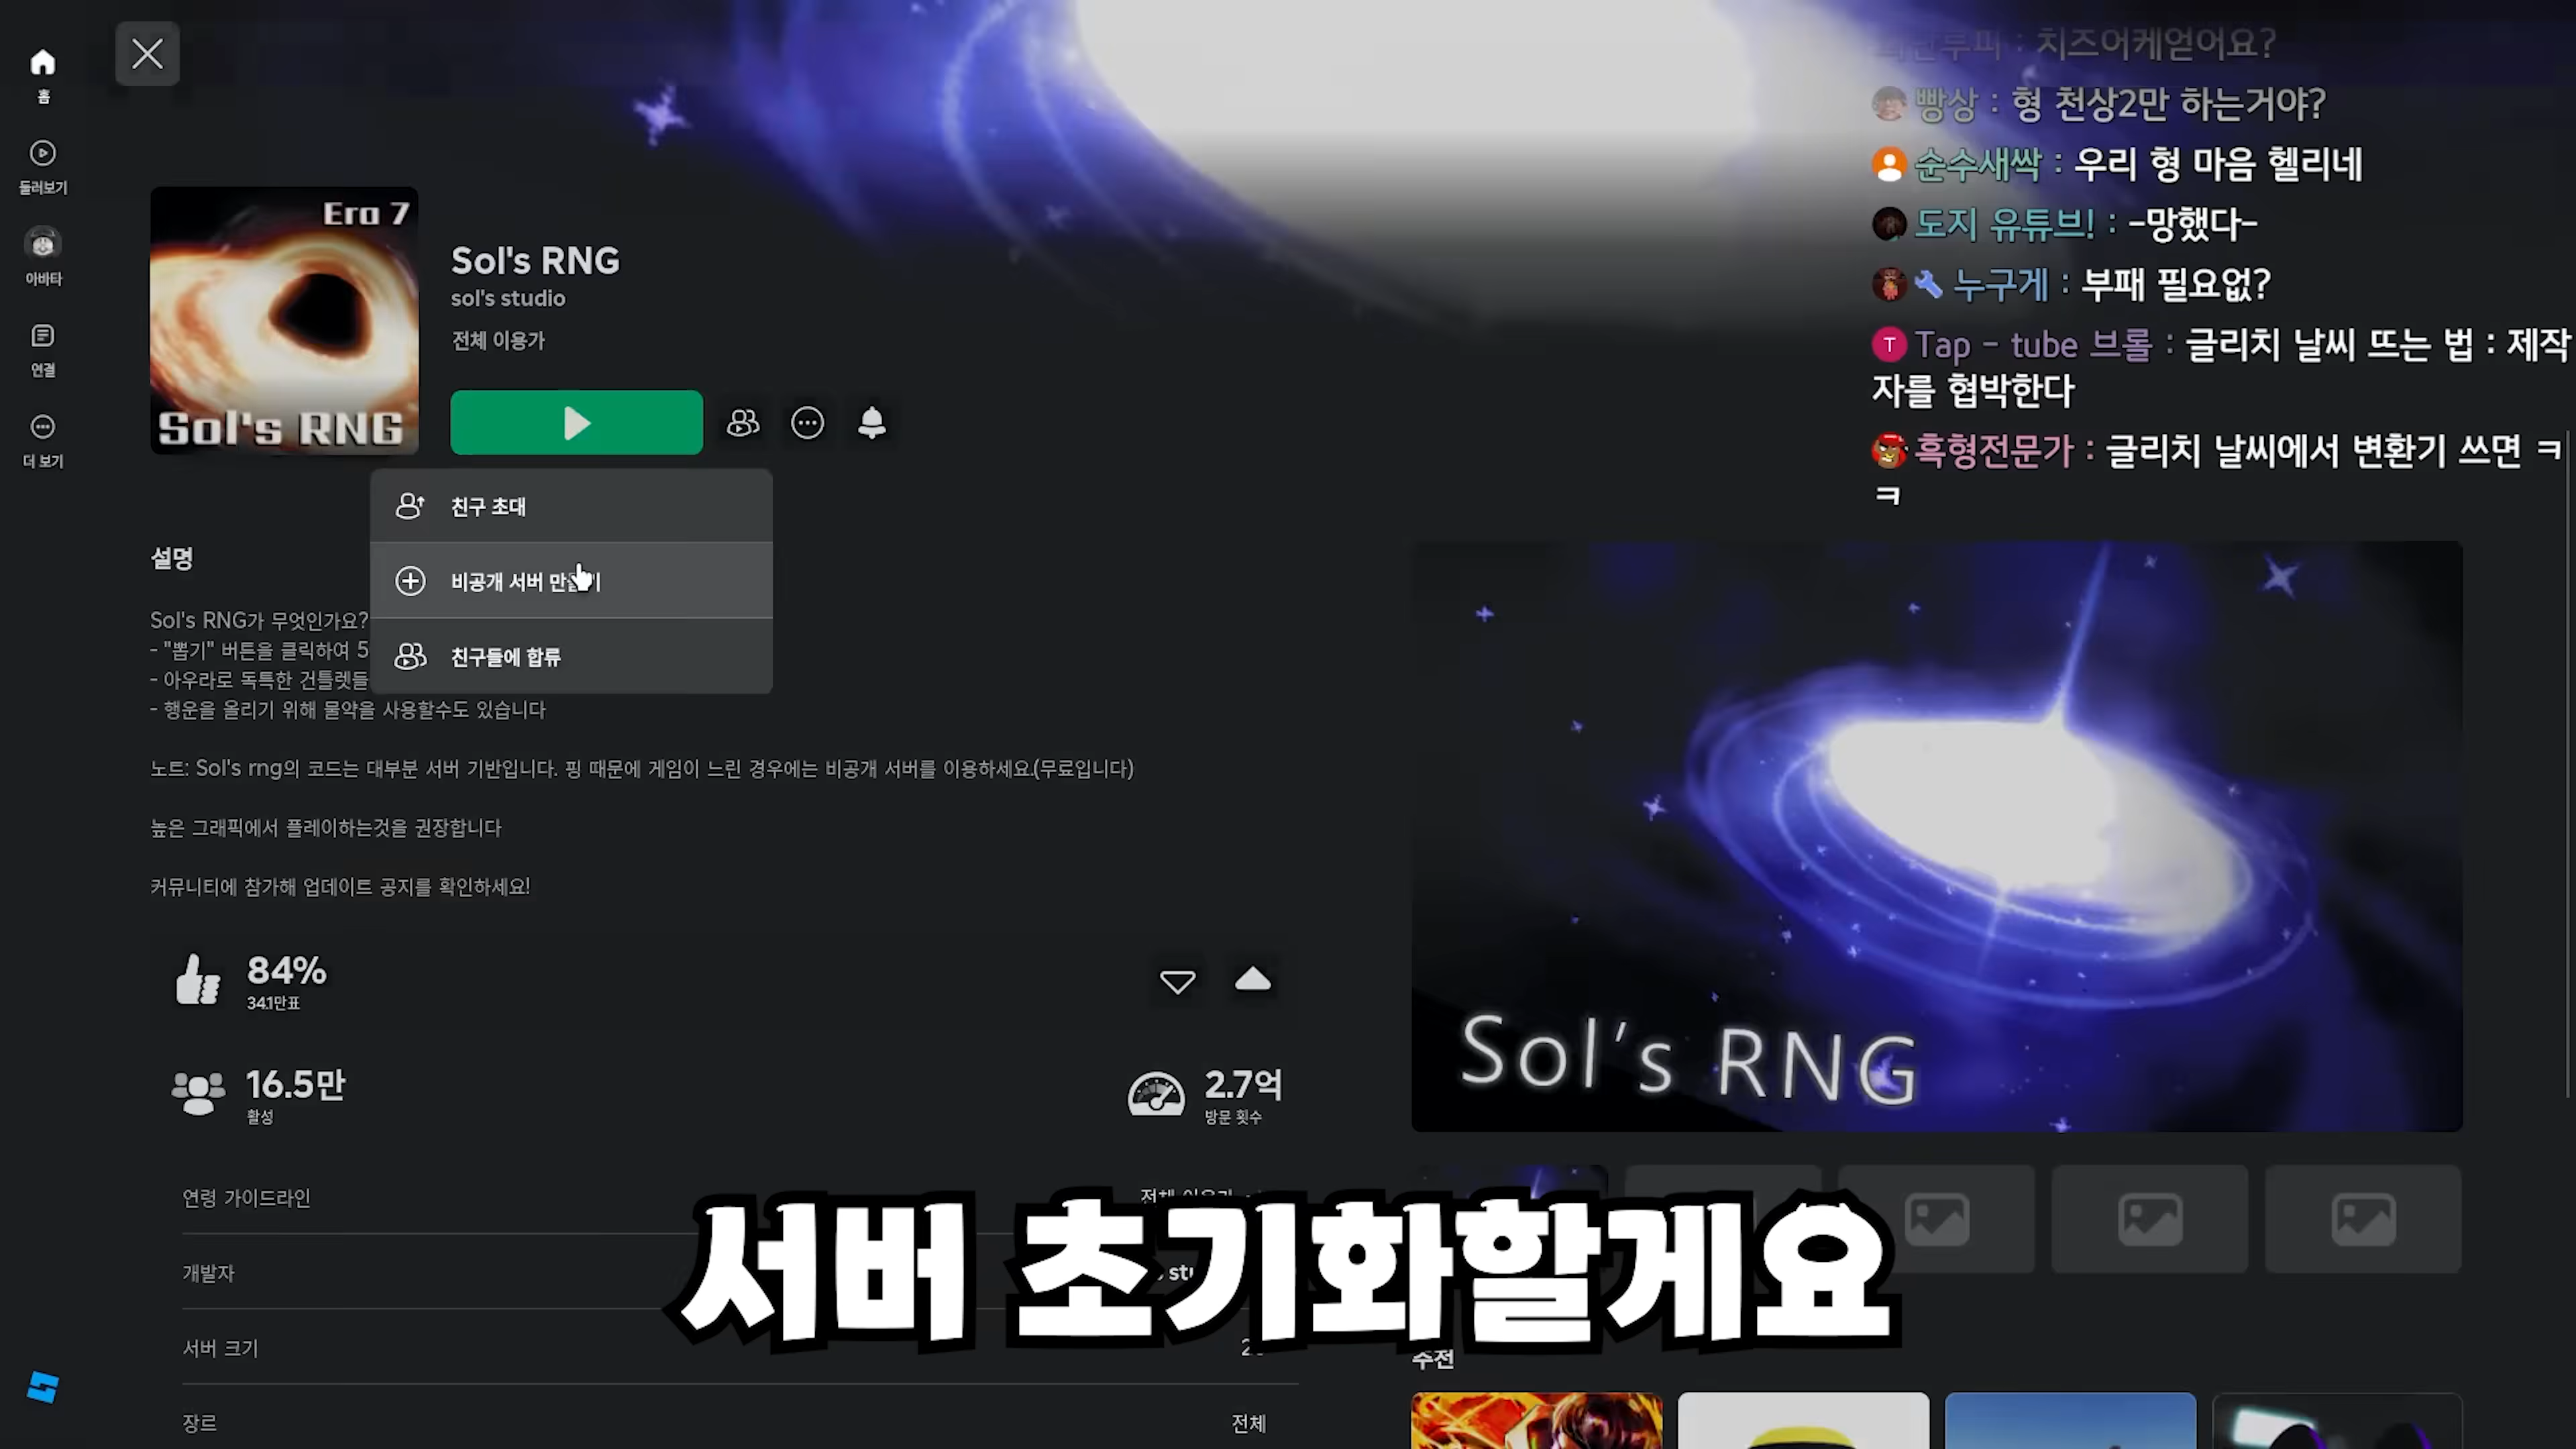 홈
둘러보기
아바타
연결
더 보기
Era 7
Sol's RNG
Sol's RNG
sol's studio
전체 이용가
친구 초대
비공개 서버
친구들에 합류
설명
Sol's RNG가 무엇인가요?
- "뽑기" 버튼을 클릭하여 5
- 아우라로 독특한 건틀렛들
- 행운을 올리기 위해 물약을 사용할수도 있습니다
노트: Sol's rng의 코드는 대부분 서버 기반입니다. 핑 때문에 게임이 느린 경우에는 비공개 서버를 이용하세요.(무료입니다)
높은 그래픽에서 플레이하는것을 권장합니다
커뮤니티에 참가해 업데이트 공지를 확인하세요!
84%
34.1만표
16.5만
활성
2.7억
방문 횟수
연령 가이드라인
전체 이용가
개발자
서버 크기
장르
전체
: 치즈어케얻어요?
빵상 : 형 천상2만 하는거야?
순수새싹 : 우리 형 마음 헬리네
도지 유튜브! : -망했다-
누구게 : 부패 필요없?
T Tap - tube 브롤 : 글리치 날씨 뜨는 법 : 제작
자를 협박한다
흑형전문가 : 글리치 날씨에서 변환기 쓰면 ㅋ
ㅋ
Sol's RNG
추천
서버 초기화할게요